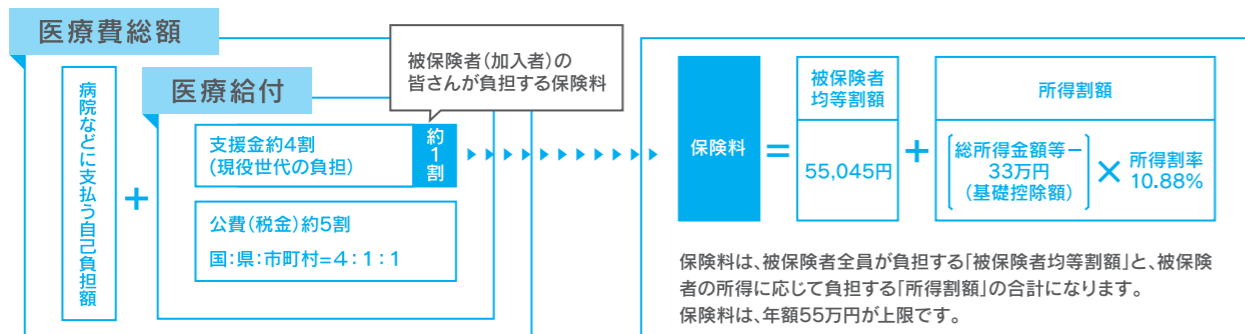 医療費総額
病院などに支払う自己負担額
+
医療給付
被保険者(加入者)の
皆さんが負担する保険料
支援金約4割
(現役世代の負担)
約1割
公費(税金)約5割
国:県:市町村=4:1:1
保険料
=
被保険者
均等割額
55,045円
+
所得割額
総所得金額等−
33万円
(基礎控除額)
×
所得割率
10.88%
保険料は、被保険者全員が負担する「被保険者均等割額」と、被保険
者の所得に応じて負担する「所得割額」の合計になります。
保険料は、年額55万円が上限です。